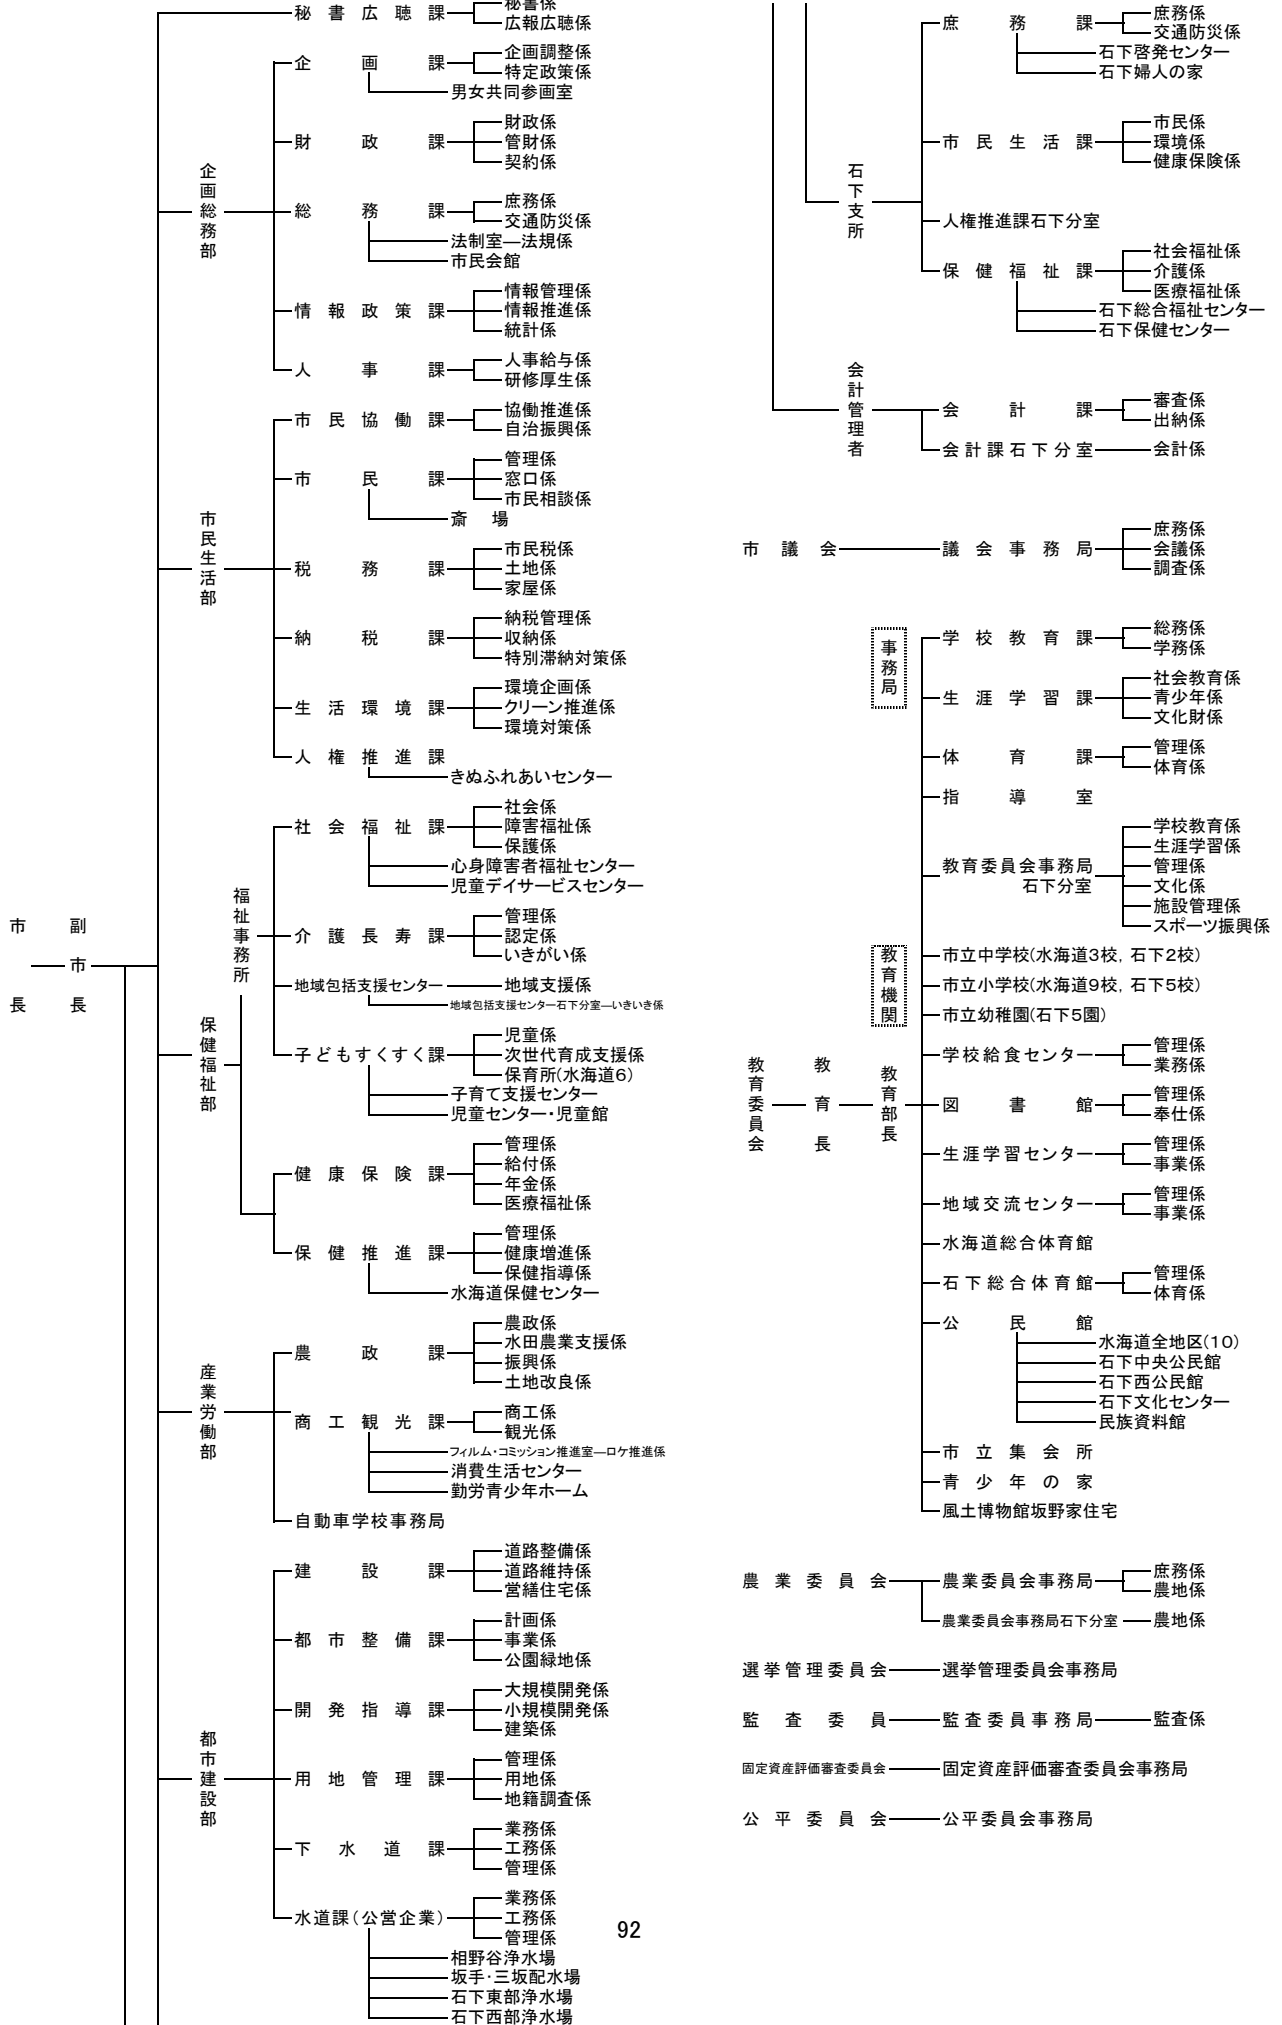 秘書広聴課
秘書係
広報広聴係
企画総務部
企画課
企画調整係
特定政策係
男女共同参画室
財政課
財政係
管財係
契約係
総務課
庶務係
交通防災係
法制室―法規係
市民会館
情報政策課
情報管理係
情報推進係
統計係
人事課
人事給与係
研修厚生係
市民生活部
市民協働課
協働推進係
自治振興係
市民課
管理係
窓口係
市民相談係
斎場
税務課
市民税係
土地係
家屋係
納税課
納税管理係
収納係
特別滞納対策係
生活環境課
環境企画係
クリーン推進係
環境対策係
人権推進課
きぬふれあいセンター
市長
副市長
保健福祉部
福祉事務所
社会福祉課
社会係
障害福祉係
保護係
心身障害者福祉センター
児童デイサービスセンター
介護長寿課
管理係
認定係
いきがい係
地域包括支援センター
地域支援係
地域包括支援センター石下分室―いきいき係
子どもすくすく課
児童係
次世代育成支援係
保育所(水海道6)
子育て支援センター
児童センター・児童館
健康保険課
管理係
給付係
年金係
医療福祉係
保健推進課
管理係
健康増進係
保健指導係
水海道保健センター
産業労働部
農政課
農政係
水田農業支援係
振興係
土地改良係
商工観光課
商工係
観光係
フィルム・コミッション推進室―ロケ推進係
消費生活センター
勤労青少年ホーム
自動車学校事務局
都市建設部
建設課
道路整備係
道路維持係
営繕住宅係
都市整備課
計画係
事業係
公園緑地係
開発指導課
大規模開発係
小規模開発係
建築係
用地管理課
管理係
用地係
地籍調査係
下水道課
業務係
工務係
管理係
水道課(公営企業)
業務係
工務係
管理係
相野谷浄水場
坂手・三坂配水場
石下東部浄水場
石下西部浄水場
石下支所
庶務課
庶務係
交通防災係
石下啓発センター
石下婦人の家
市民生活課
市民係
環境係
健康保険係
人権推進課石下分室
保健福祉課
社会福祉係
介護係
医療福祉係
石下総合福祉センター
石下保健センター
会計管理者
会計課
審査係
出納係
会計課石下分室
会計係
市議会
議会事務局
庶務係
会議係
調査係
教育委員会
教育長
教育部長
事務局
学校教育課
総務係
学務係
生涯学習課
社会教育係
青少年係
文化財係
体育課
管理係
体育係
指導室
教育委員会事務局
石下分室
学校教育係
生涯学習係
管理係
文化係
施設管理係
スポーツ振興係
教育機関
市立中学校(水海道3校, 石下2校)
市立小学校(水海道9校, 石下5校)
市立幼稚園(石下5園)
学校給食センター
管理係
業務係
図書館
管理係
奉仕係
生涯学習センター
管理係
事業係
地域交流センター
管理係
事業係
水海道総合体育館
石下総合体育館
管理係
体育係
公民館
水海道全地区(10)
石下中央公民館
石下西公民館
石下文化センター
民族資料館
市立集会所
青少年の家
風土博物館坂野家住宅
農業委員会
農業委員会事務局
庶務係
農地係
農業委員会事務局石下分室
農地係
選挙管理委員会
選挙管理委員会事務局
監査委員
監査委員事務局
監査係
固定資産評価審査委員会
固定資産評価審査委員会事務局
公平委員会
公平委員会事務局
92